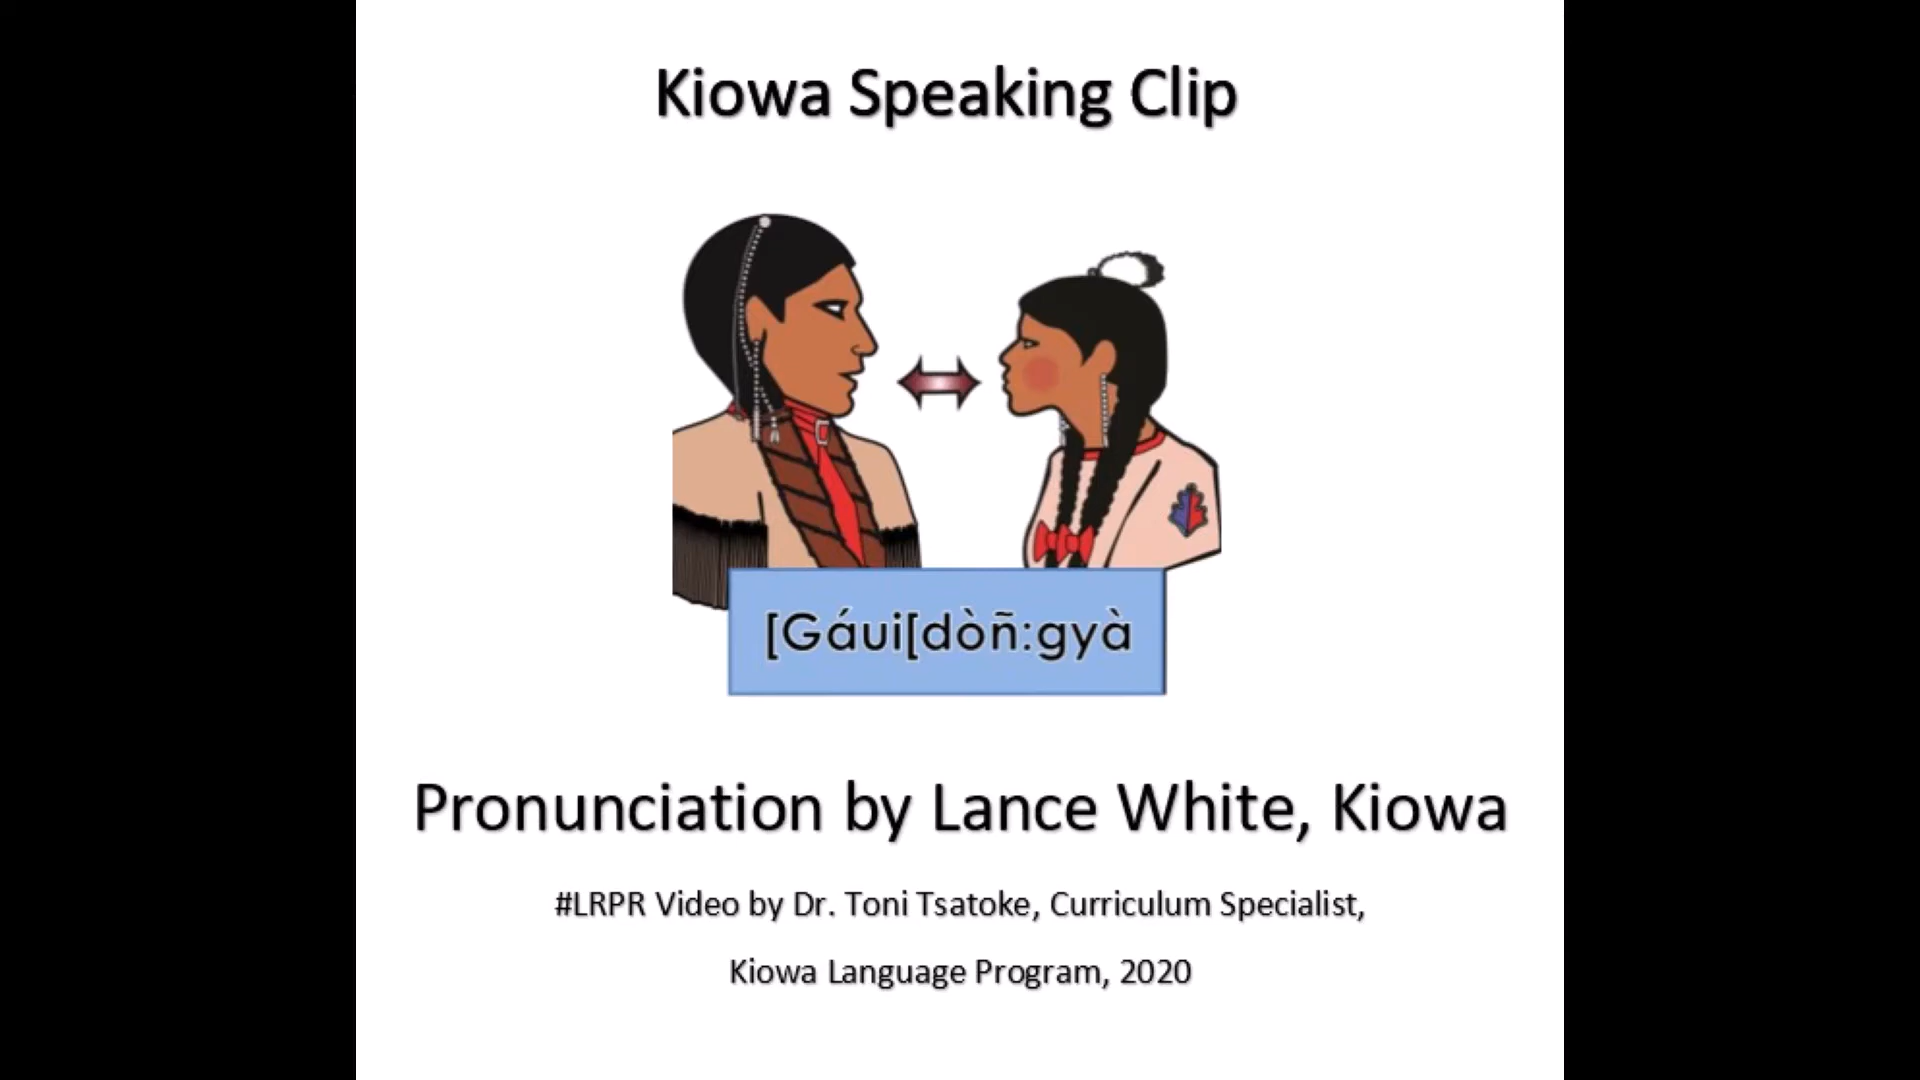 Kiowa Speaking Clip
[Gáui[dòñ:gyà
Pronunciation by Lance White, Kiowa
#LRPR Video by Dr. Toni Tsatoke, Curriculum Specialist,
Kiowa Language Program, 2020